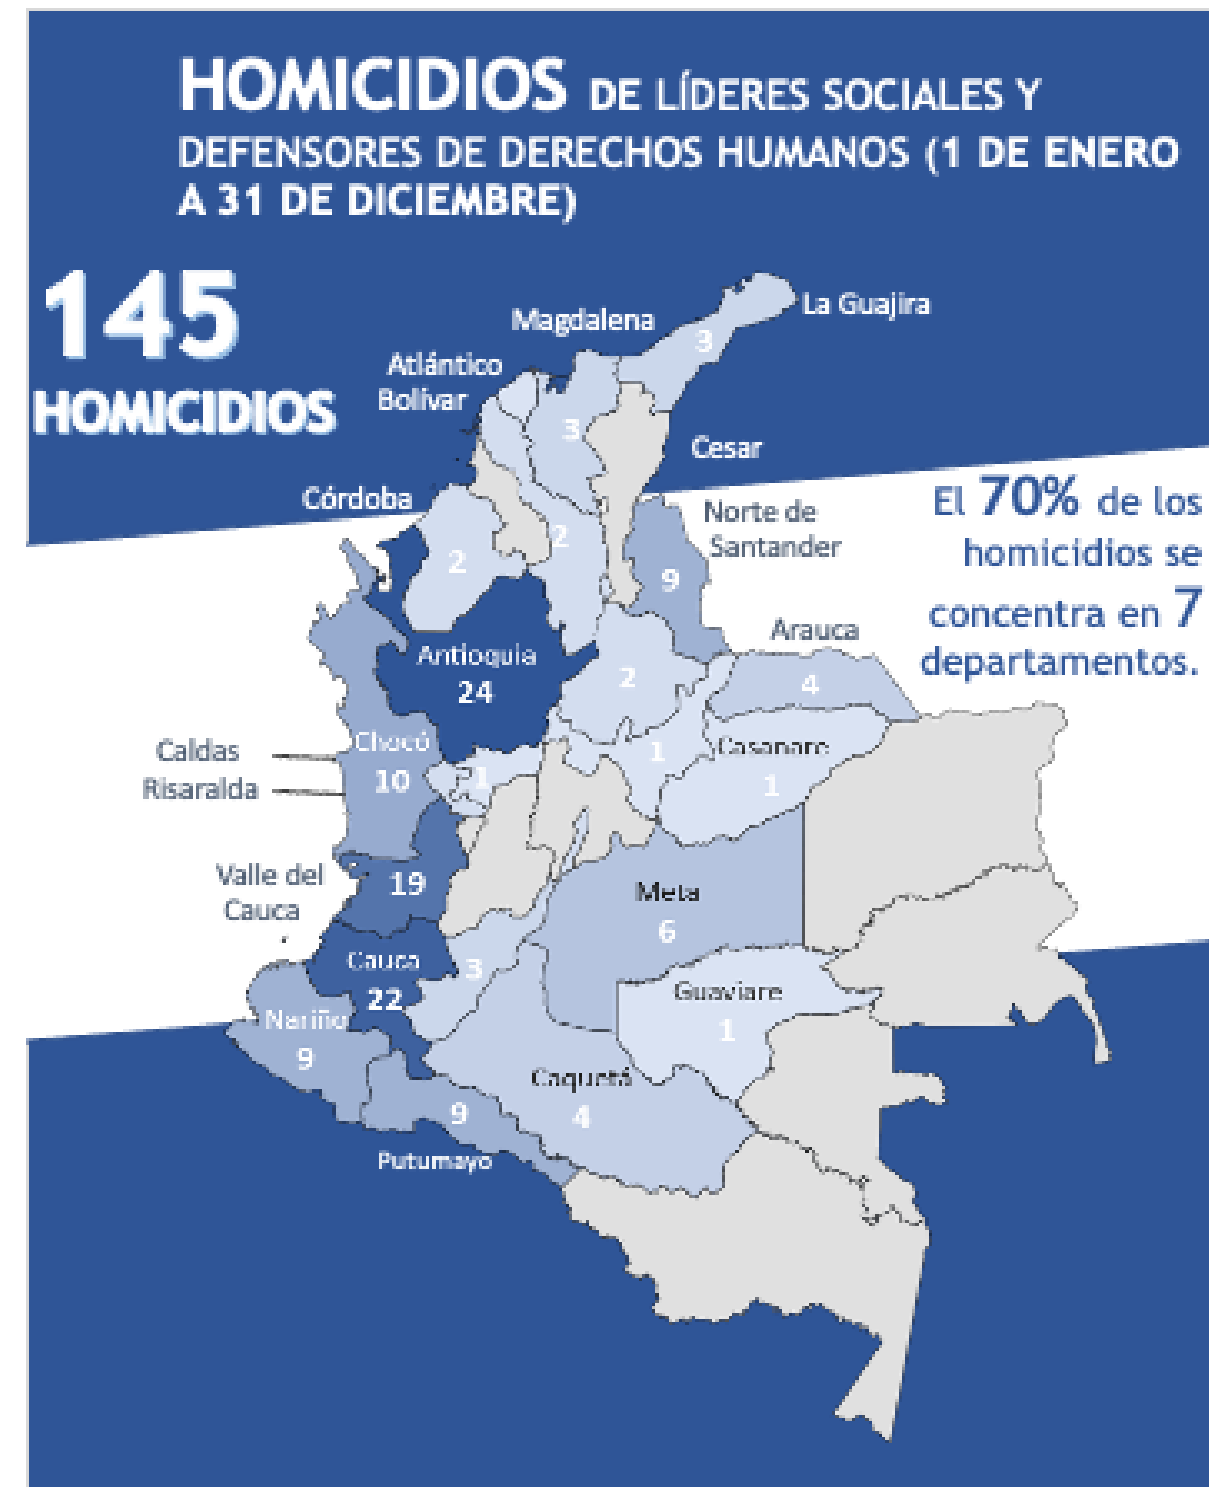 HOMICIDIOS DE LÍDERES SOCIALES Y
DEFENSORES DE DERECHOS HUMANOS (1 DE ENERO
A 31 DE DICIEMBRE)
145
HOMICIDIOS
La Guajira
3
Magdalena
3
Atlántico
Bolívar
2
Cesar
Córdoba
2
Norte de
Santander
9
El 70% de los
homicidios se
concentra en 7
departamentos.
Arauca
4
Antioquia
24
2
1
Casanare
1
Chocó
10
Caldas
Risaralda
1
Valle del
Cauca
19
Meta
6
Cauca
22
3
Guaviare
1
Nariño
9
Caquetá
4
9
Putumayo